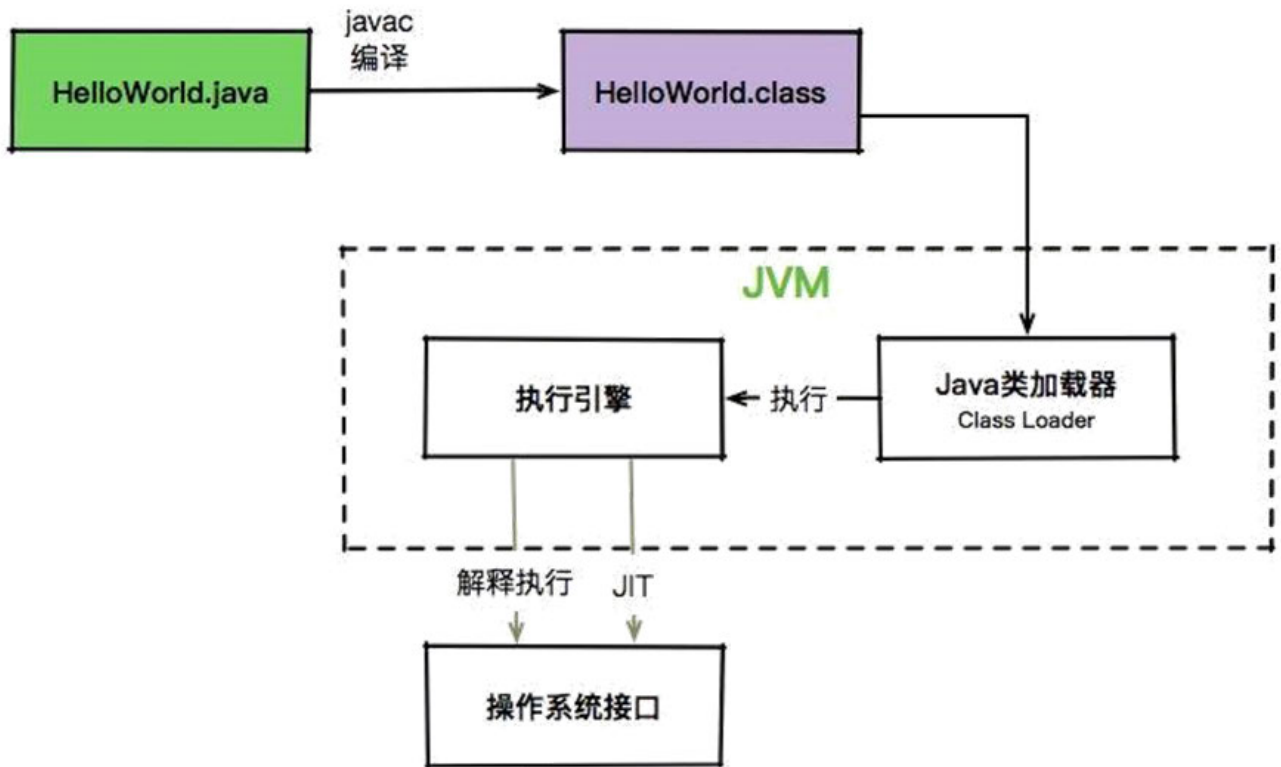 javac
编译
HelloWorld.java
HelloWorld.class
JVM
执行引擎
执行
Java类加载器
Class Loader
解释执行
JIT
操作系统接口